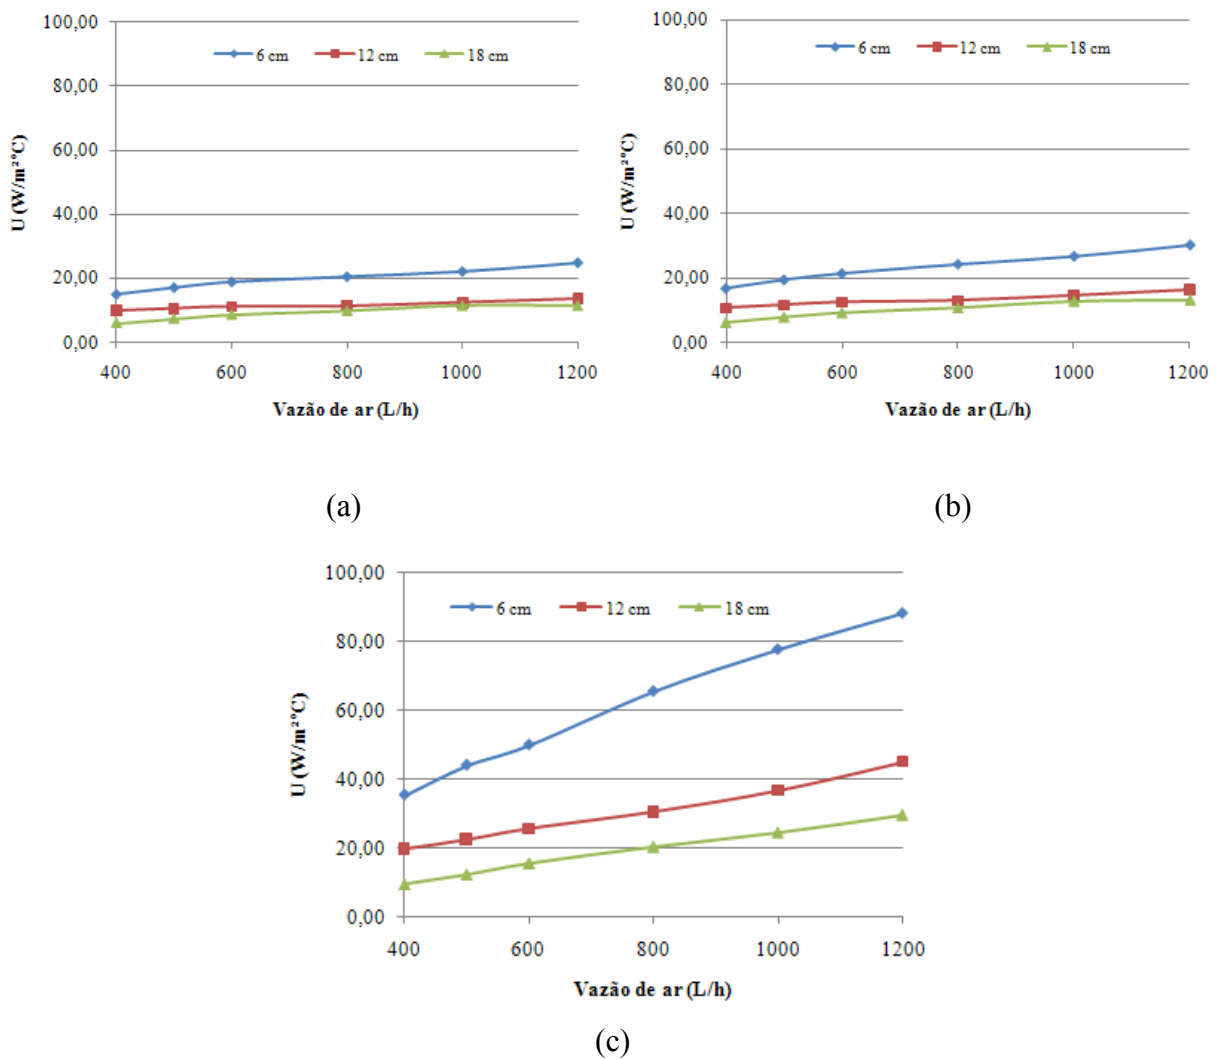 100,00
80,00
60,00
40,00
20,00
0,00
U (W/m²°C)
6 cm 12 cm 18 cm
400 600 800 1000 1200
Vazão de ar (L/h)
(a)
100,00
80,00
60,00
40,00
20,00
0,00
U (W/m²°C)
6 cm 12 cm 18 cm
400 600 800 1000 1200
Vazão de ar (L/h)
(b)
100,00
80,00
60,00
40,00
20,00
0,00
U (W/m²°C)
6 cm 12 cm 18 cm
400 600 800 1000 1200
Vazão de ar (L/h)
(c)